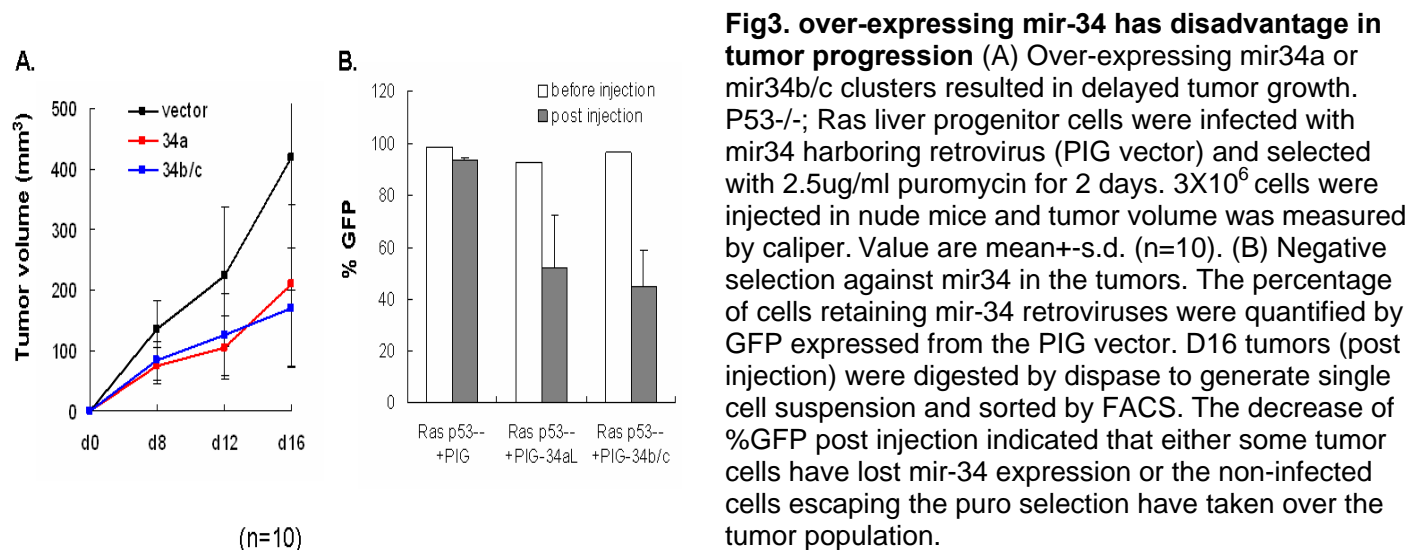 A.
Tumor volume (mm³)
500
400
300
200
100
0
vector
34a
34b/c
d0 d8 d12 d16
(n=10)
B.
% GFP
120
100
80
60
40
20
0
before injection
post injection
Ras p53-- Ras p53-- Ras p53--
+PIG +PIG-34aL +PIG-34b/c
Fig3. over-expressing mir-34 has disadvantage in
tumor progression (A) Over-expressing mir34a or
mir34b/c clusters resulted in delayed tumor growth.
P53-/-; Ras liver progenitor cells were infected with
mir34 harboring retrovirus (PIG vector) and selected
with 2.5ug/ml puromycin for 2 days. 3X10⁶ cells were
injected in nude mice and tumor volume was measured
by caliper. Value are mean+-s.d. (n=10). (B) Negative
selection against mir34 in the tumors. The percentage
of cells retaining mir-34 retroviruses were quantified by
GFP expressed from the PIG vector. D16 tumors (post
injection) were digested by dispase to generate single
cell suspension and sorted by FACS. The decrease of
%GFP post injection indicated that either some tumor
cells have lost mir-34 expression or the non-infected
cells escaping the puro selection have taken over the
tumor population.